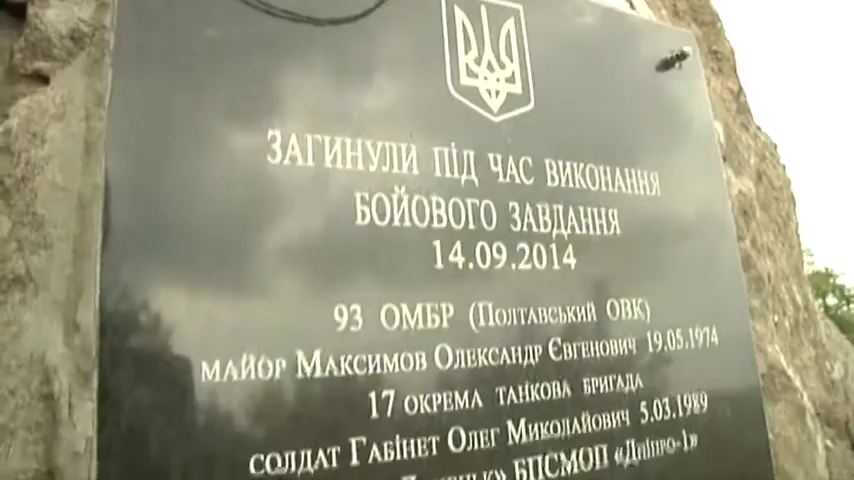 ЗАГИНУЛИ ПІД ЧАС ВИКОНАННЯ
БОЙОВОГО ЗАВДАННЯ
14.09.2014
93 ОМБР (ПОЛТАВСЬКИЙ ОВК)
МАЙОР МАКСИМОВ ОЛЕКСАНДР ЄВГЕНОВИЧ 19.05.1974
17 ОКРЕМА ТАНКОВА БРИГАДА
СОЛДАТ ГАБІНЕТ ОЛЕГ МИКОЛАЙОВИЧ 5.03.1989
БПСМОП «ДНІПРО-1»